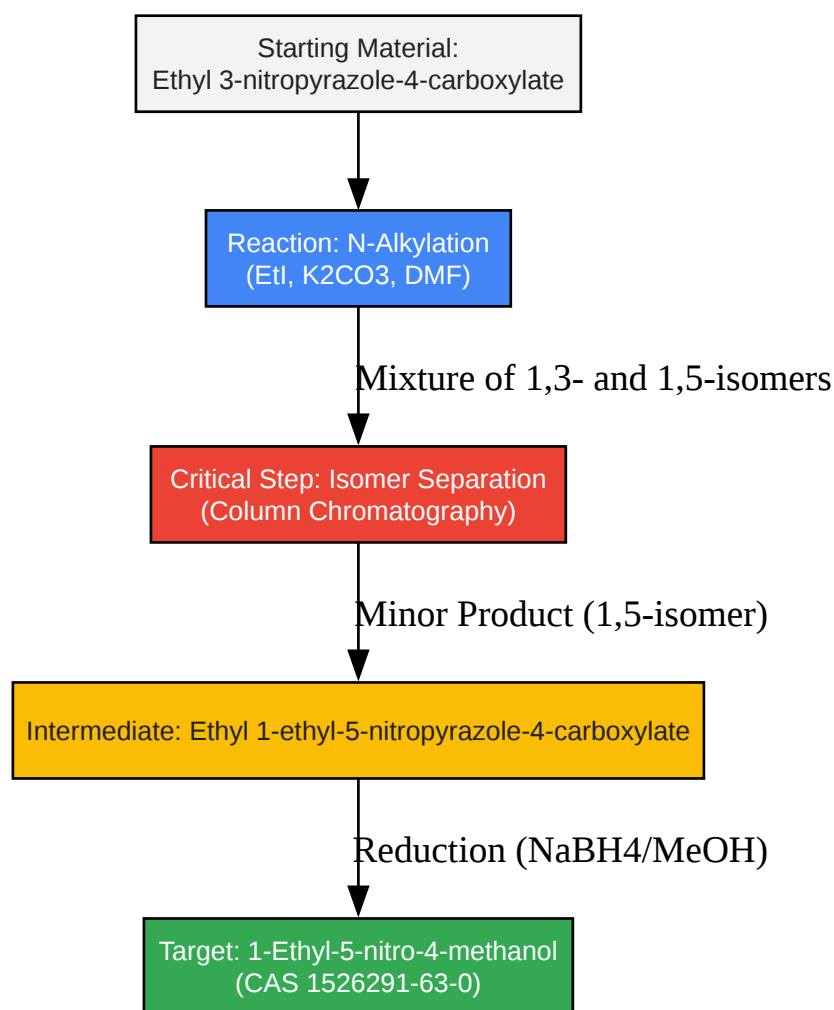 Starting Material:
Ethyl 3-nitropyrazole-4-carboxylate
Reaction: N-Alkylation
(EtI, K2CO3, DMF)
Mixture of 1,3- and 1,5-isomers
Critical Step: Isomer Separation
(Column Chromatography)
Minor Product (1,5-isomer)
Intermediate: Ethyl 1-ethyl-5-nitropyrazole-4-carboxylate
Reduction (NaBH4/MeOH)
Target: 1-Ethyl-5-nitro-4-methanol
(CAS 1526291-63-0)